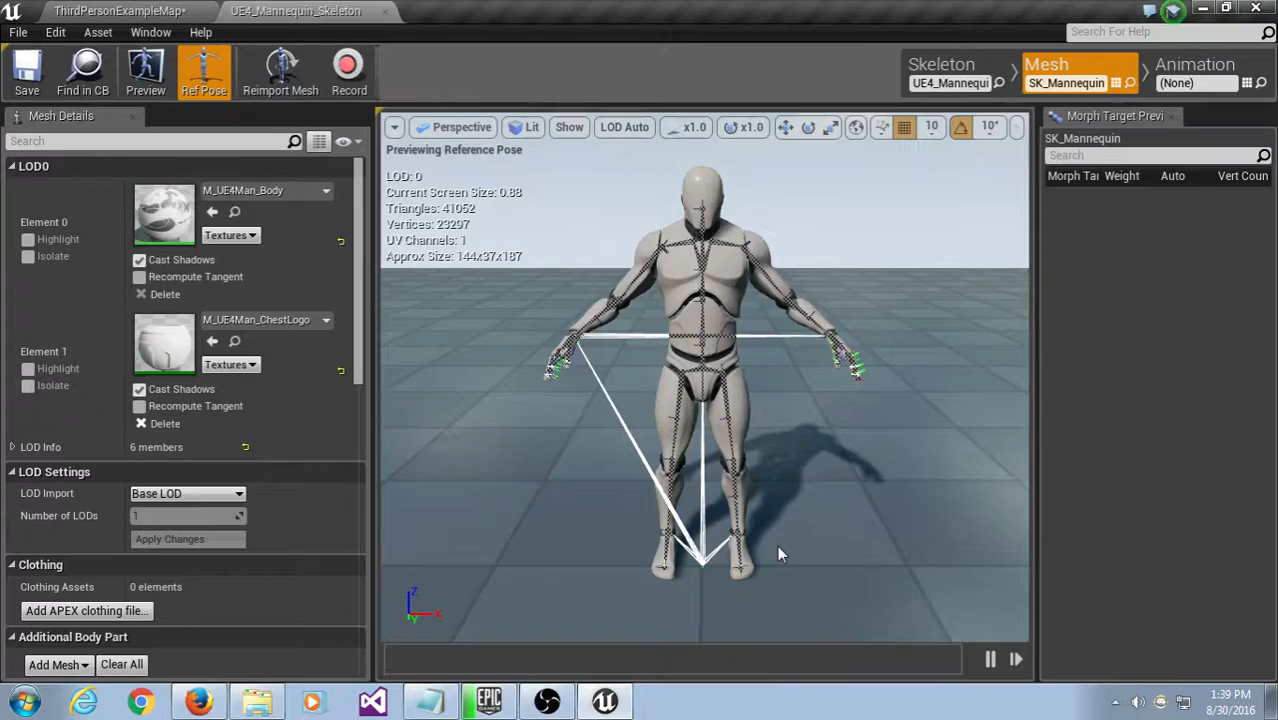 ThirdPersonExampleMap*
UE4_Mannequin_Skeleton
File Edit Asset Window Help
Search For Help
Save
Find in CB
Preview
Ref Pose
Reimport Mesh
Record
Skeleton
UE4_Mannequi
Mesh
SK_Mannequin
Animation
(None)
Mesh Details
Search
LOD0
Element 0
Highlight
Isolate
M_UE4Man_Body
Textures
Cast Shadows
Recompute Tangent
Delete
Element 1
Highlight
Isolate
M_UE4Man_ChestLogo
Textures
Cast Shadows
Recompute Tangent
Delete
LOD Info 6 members
LOD Settings
LOD Import Base LOD
Number of LODs 1
Apply Changes
Clothing
Clothing Assets 0 elements
Add APEX clothing file...
Additional Body Part
Add Mesh Clear All
Perspective Lit Show LOD Auto x1.0 x1.0 10 10°
Previewing Reference Pose
LOD: 0
Current Screen Size: 0.88
Triangles: 41052
Vertices: 23297
UV Channels: 1
Approx Size: 144x37x187
Z
X
Y
Morph Target Previ
SK_Mannequin
Search
Morph Tar Weight Auto Vert Coun
EPIC
GAMES
1:39 PM
8/30/2016